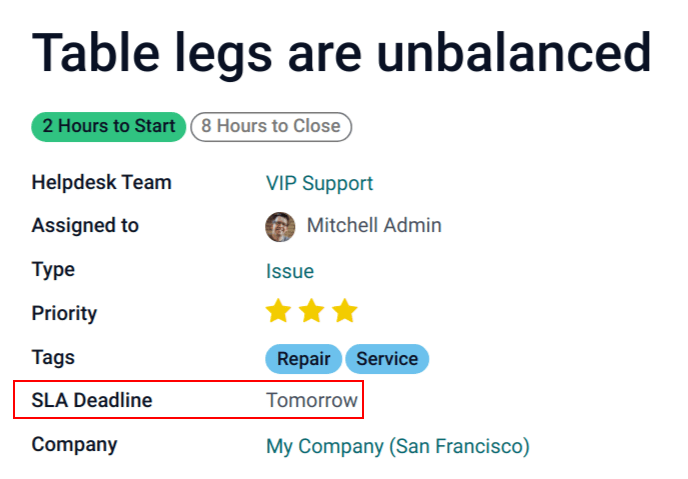 Table legs are unbalanced
2 Hours to Start 8 Hours to Close
Helpdesk Team VIP Support
Assigned to Mitchell Admin
Type Issue
Priority
Tags Repair Service
SLA Deadline Tomorrow
Company My Company (San Francisco)